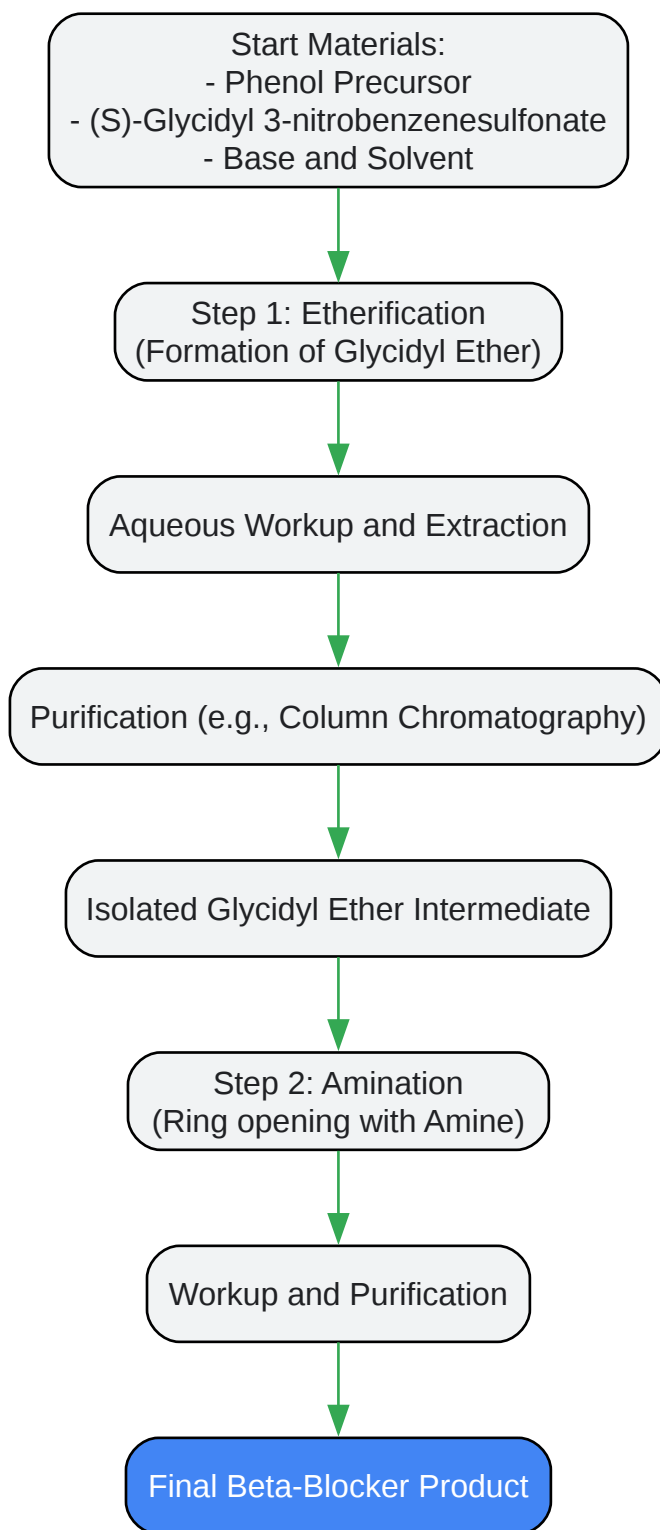 Start Materials:
- Phenol Precursor
- (S)-Glycidyl 3-nitrobenzenesulfonate
- Base and Solvent
Step 1: Etherification
(Formation of Glycidyl Ether)
Aqueous Workup and Extraction
Purification (e.g., Column Chromatography)
Isolated Glycidyl Ether Intermediate
Step 2: Amination
(Ring opening with Amine)
Workup and Purification
Final Beta-Blocker Product